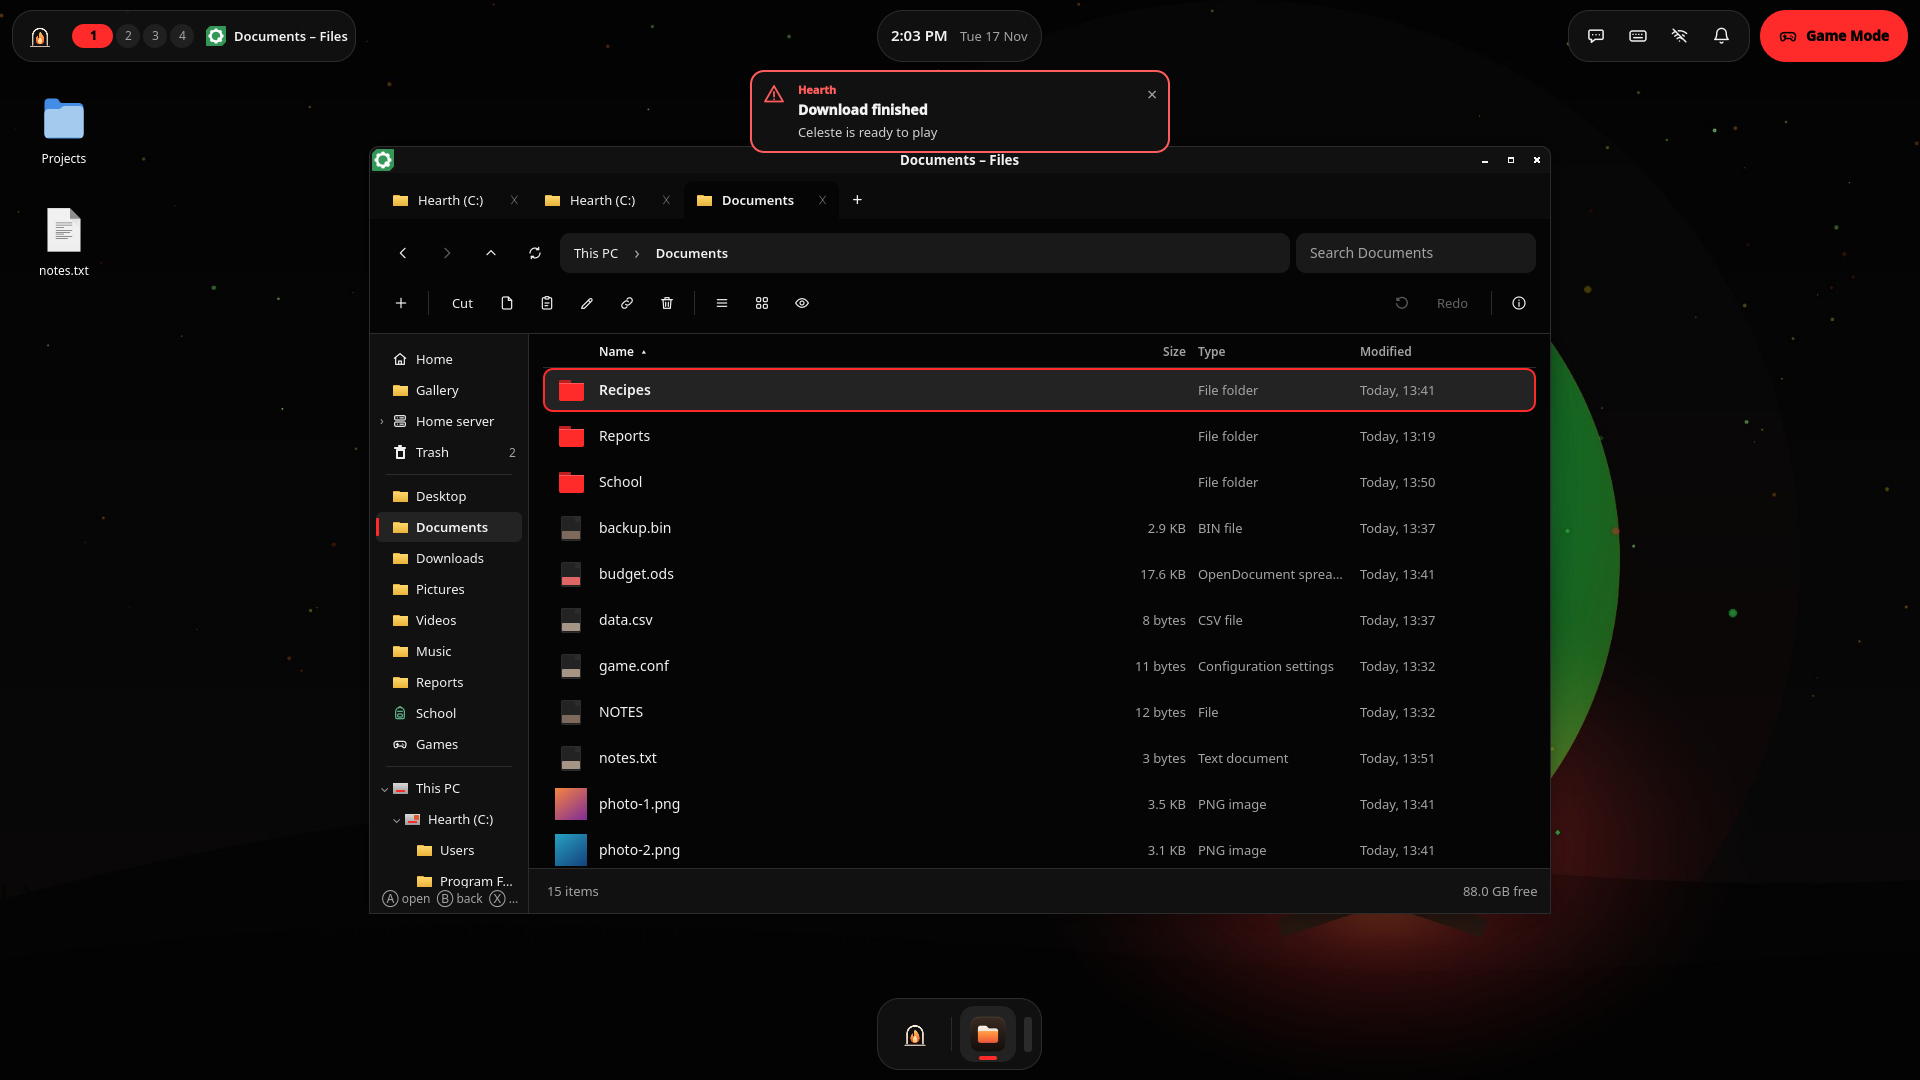 1 2 3 4 Documents – Files
2:03 PM Tue 17 Nov
Game Mode
Projects
notes.txt
Hearth
Download finished
Celeste is ready to play
Documents – Files
Hearth (C:) X Hearth (C:) X Documents X +
This PC › Documents
Search Documents
Cut
Redo
Home
Gallery
Home server
Trash 2
Desktop
Documents
Downloads
Pictures
Videos
Music
Reports
School
Games
This PC
Hearth (C:)
Users
Program F...
A open B back X ...
Name Size Type Modified
Recipes File folder Today, 13:41
Reports File folder Today, 13:19
School File folder Today, 13:50
backup.bin 2.9 KB BIN file Today, 13:37
budget.ods 17.6 KB OpenDocument sprea... Today, 13:41
data.csv 8 bytes CSV file Today, 13:37
game.conf 11 bytes Configuration settings Today, 13:32
NOTES 12 bytes File Today, 13:32
notes.txt 3 bytes Text document Today, 13:51
photo-1.png 3.5 KB PNG image Today, 13:41
photo-2.png 3.1 KB PNG image Today, 13:41
15 items
88.0 GB free